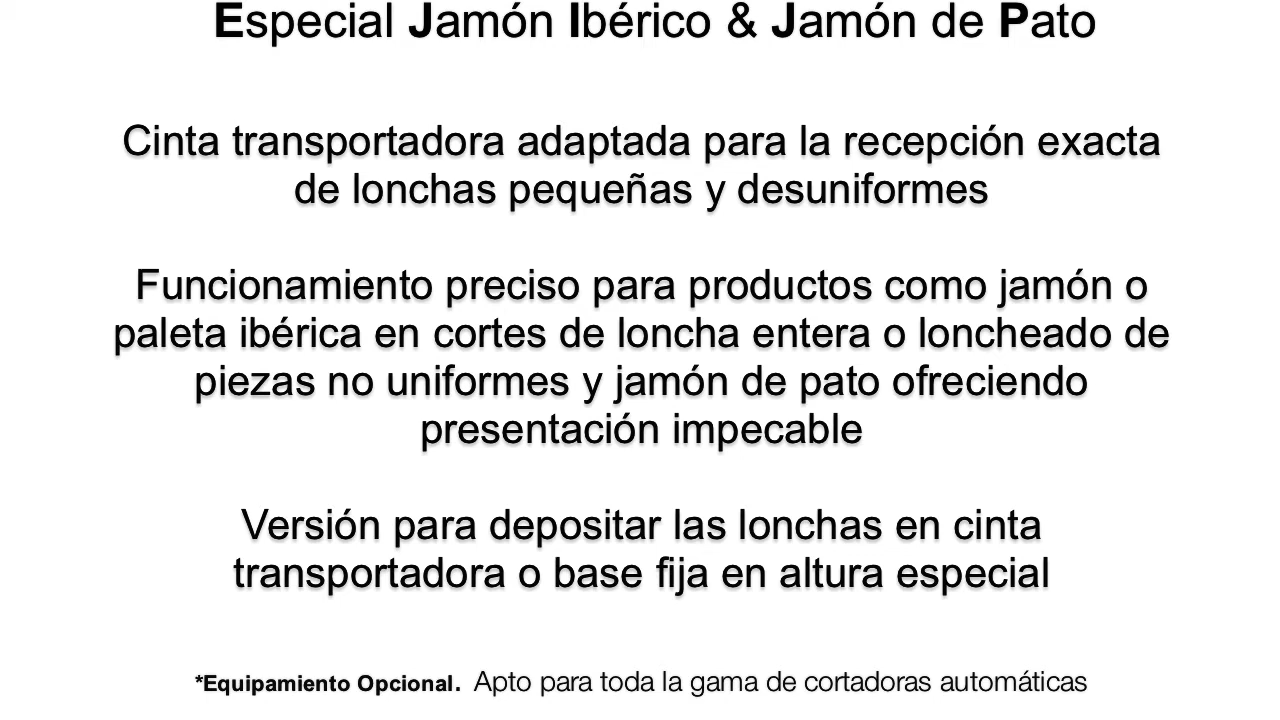 Especial Jamón Ibérico & Jamón de Pato
Cinta transportadora adaptada para la recepción exacta
de lonchas pequeñas y desuniformes
Funcionamiento preciso para productos como jamón o
paleta ibérica en cortes de loncha entera o loncheado de
piezas no uniformes y jamón de pato ofreciendo
presentación impecable
Versión para depositar las lonchas en cinta
transportadora o base fija en altura especial
*Equipamiento Opcional. Apto para toda la gama de cortadoras automáticas